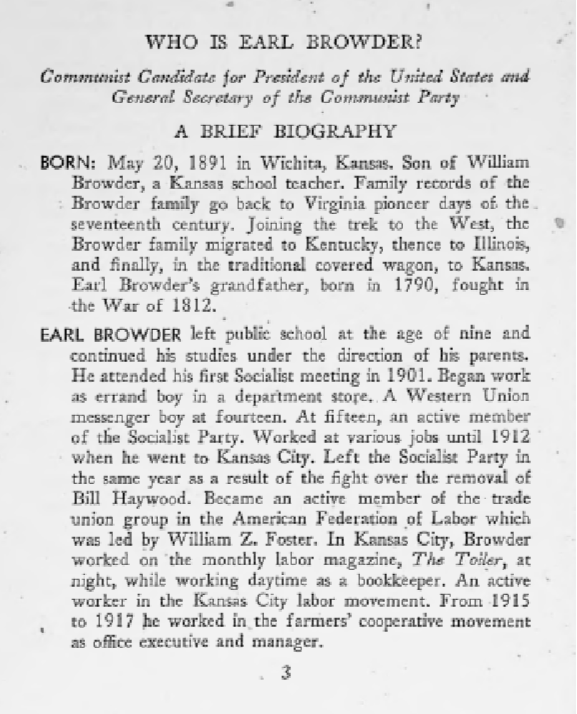 WHO IS EARL BROWDER?
Communist Candidate for President of the United States and
General Secretary of the Communist Party
A BRIEF BIOGRAPHY
BORN: May 20, 1891 in Wichita, Kansas. Son of William
Browder, a Kansas school teacher. Family records of the
Browder family go back to Virginia pioneer days of the
seventeenth century. Joining the trek to the West, the
Browder family migrated to Kentucky, thence to Illinois,
and finally, in the traditional covered wagon, to Kansas.
Earl Browder's grandfather, born in 1790, fought in
the War of 1812.
EARL BROWDER left public school at the age of nine and
continued his studies under the direction of his parents.
He attended his first Socialist meeting in 1901. Began work
as errand boy in a department store. A Western Union
messenger boy at fourteen. At fifteen, an active member
of the Socialist Party. Worked at various jobs until 1912
when he went to Kansas City. Left the Socialist Party in
the same year as a result of the fight over the removal of
Bill Haywood. Became an active member of the trade
union group in the American Federation of Labor which
was led by William Z. Foster. In Kansas City, Browder
worked on the monthly labor magazine, The Toiler, at
night, while working daytime as a bookkeeper. An active
worker in the Kansas City labor movement. From 1915
to 1917 he worked in the farmers' cooperative movement
as office executive and manager.
3